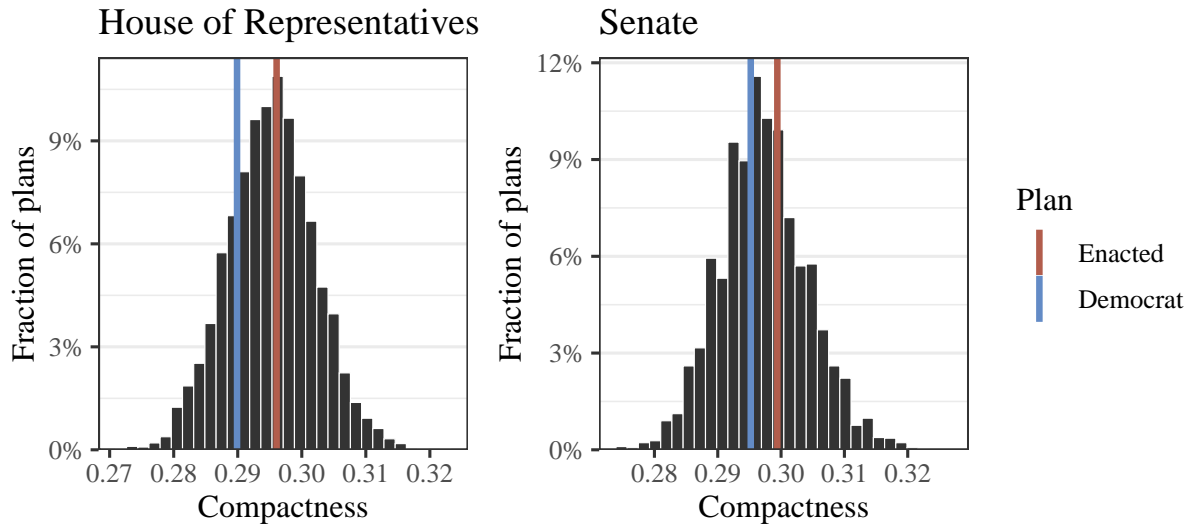 House of Representatives
Fraction of plans
9%
6%
3%
0%
0.27 0.28 0.29 0.30 0.31 0.32
Compactness
Senate
Fraction of plans
12%
9%
6%
3%
0%
0.28 0.29 0.30 0.31 0.32
Compactness
Plan
Enacted
Democrat